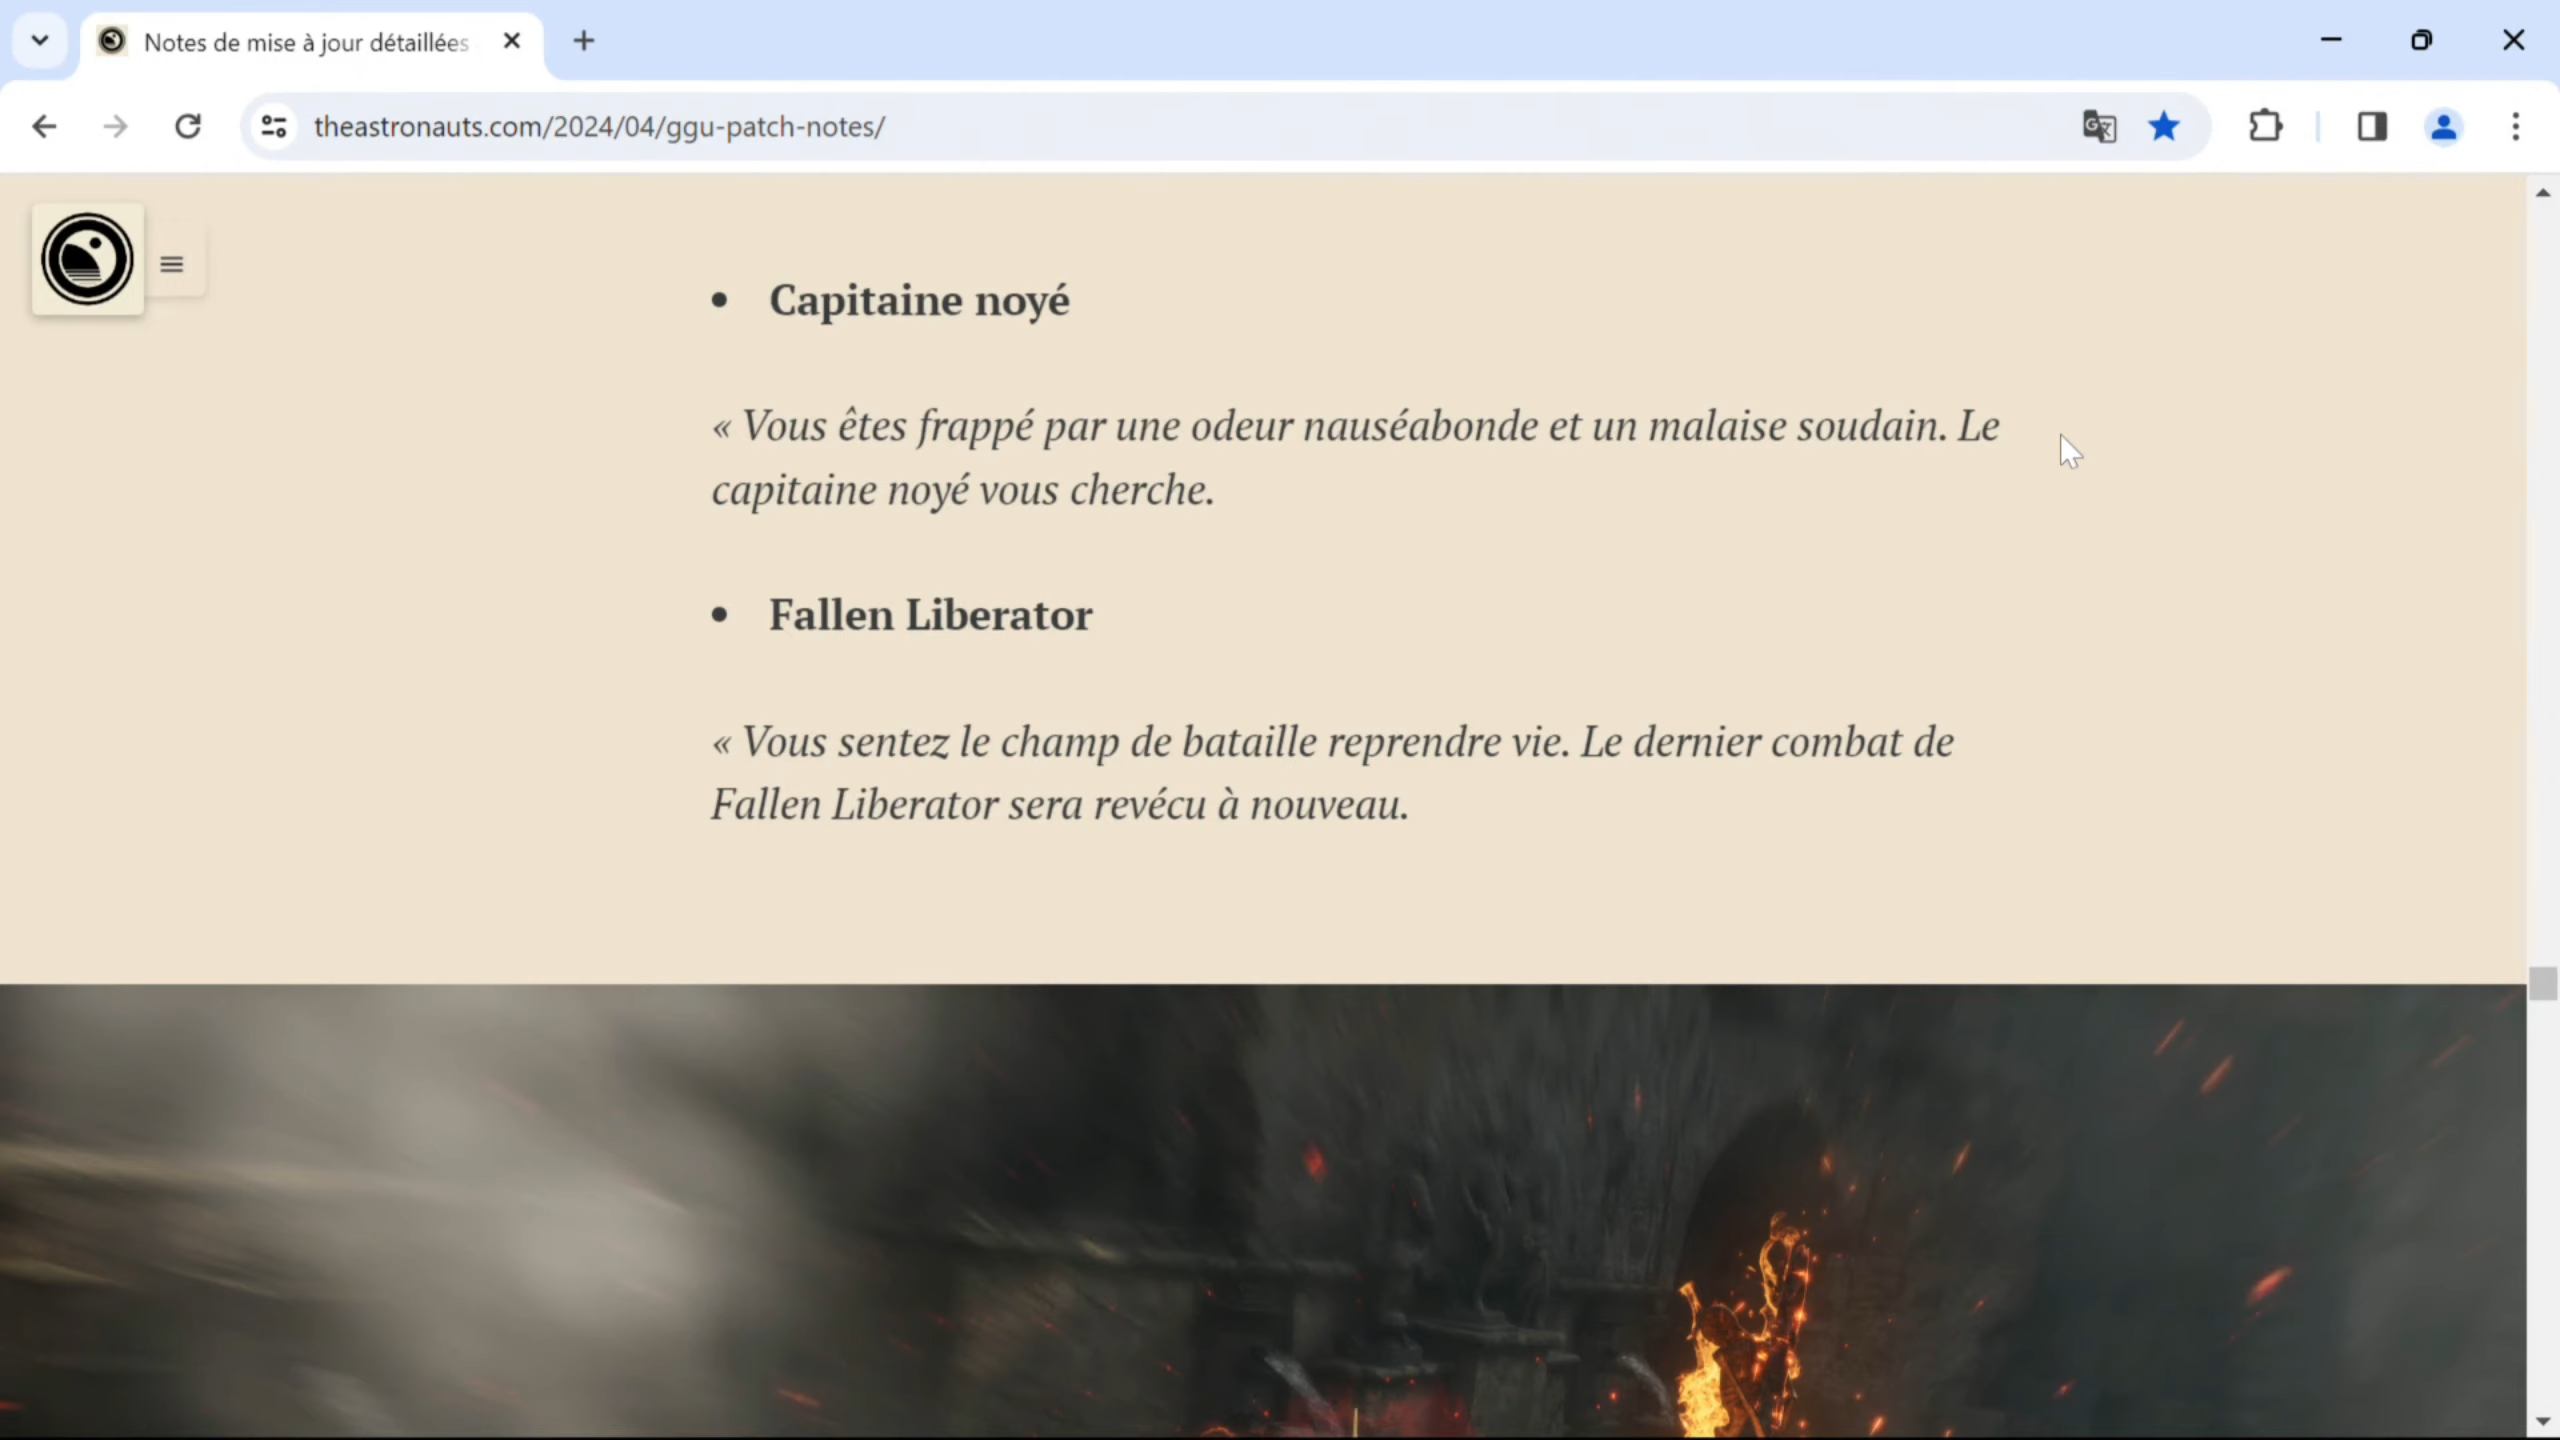 Notes de mise à jour détaillées
theastronauts.com/2024/04/ggu-patch-notes/
• Capitaine noyé
« Vous êtes frappé par une odeur nauséabonde et un malaise soudain. Le
capitaine noyé vous cherche.
• Fallen Liberator
« Vous sentez le champ de bataille reprendre vie. Le dernier combat de
Fallen Liberator sera revécu à nouveau.